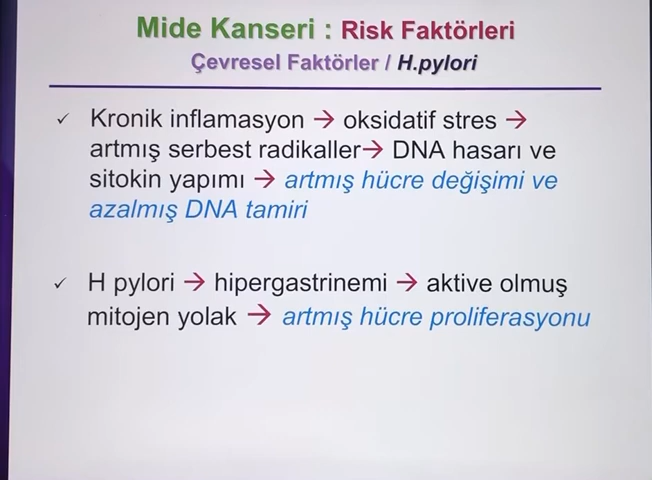 Mide Kanseri : Risk Faktörleri
Çevresel Faktörler / H.pylori
✓ Kronik inflamasyon → oksidatif stres →
artmış serbest radikaller→ DNA hasarı ve
sitokin yapımı → artmış hücre değişimi ve
azalmış DNA tamiri
✓ H pylori → hipergastrinemi → aktive olmuş
mitojen yolak → artmış hücre proliferasyonu